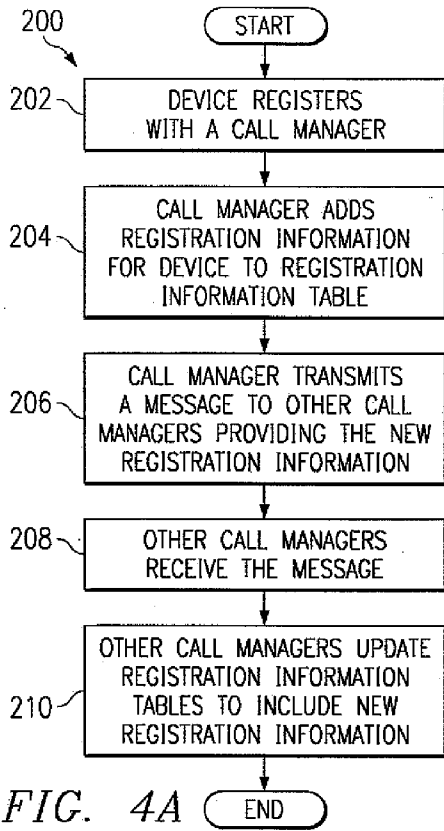 200
START
202
DEVICE REGISTERS
WITH A CALL MANAGER
204
CALL MANAGER ADDS
REGISTRATION INFORMATION
FOR DEVICE TO REGISTRATION
INFORMATION TABLE
206
CALL MANAGER TRANSMITS
A MESSAGE TO OTHER CALL
MANAGERS PROVIDING THE NEW
REGISTRATION INFORMATION
208
OTHER CALL MANAGERS
RECEIVE THE MESSAGE
210
OTHER CALL MANAGERS UPDATE
REGISTRATION INFORMATION
TABLES TO INCLUDE NEW
REGISTRATION INFORMATION
FIG. 4A
END